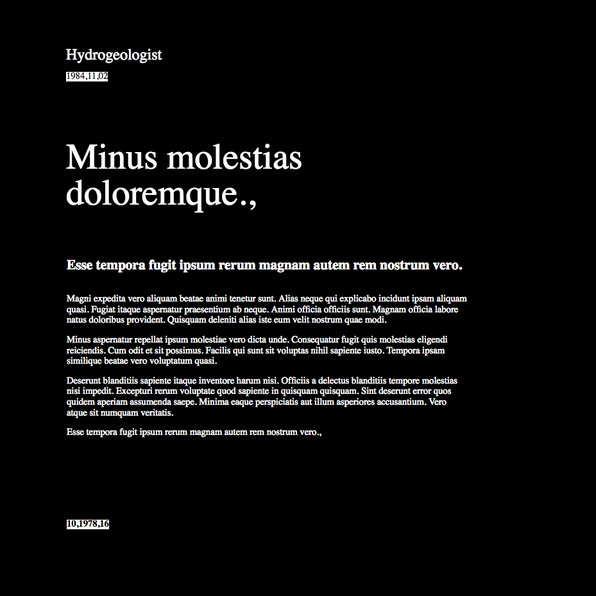 Hydrogeologist
1984,11,02
Minus molestias
doloremque.,
Esse tempora fugit ipsum rerum magnam autem rem nostrum vero.
Magni expedita vero aliquam beatae animi tenetur sunt. Alias neque qui explicabo incidunt ipsam aliquam
quasi. Fugiat itaque aspernatur praesentium ab neque. Animi officia officiis sunt. Magnam officia labore
natus doloribus provident. Quisquam deleniti alias iste eum velit nostrum quae modi.
Minus aspernatur repellat ipsum molestiae vero dicta unde. Consequatur fugit quis molestias eligendi
reiciendis. Cum odit et sit possimus. Facilis qui sunt sit voluptas nihil sapiente iusto. Tempora ipsam
similique beatae vero voluptatum quasi.
Deserunt blanditiis sapiente itaque inventore harum nisi. Officiis a delectus blanditiis tempore molestias
nisi impedit. Excepturi rerum voluptate quod sapiente in quisquam quisquam. Sint deserunt error quos
quidem aperiam assumenda saepe. Minima eaque perspiciatis aut illum asperiores accusantium. Vero
atque sit numquam veritatis.
Esse tempora fugit ipsum rerum magnam autem rem nostrum vero.,
10,1978,16